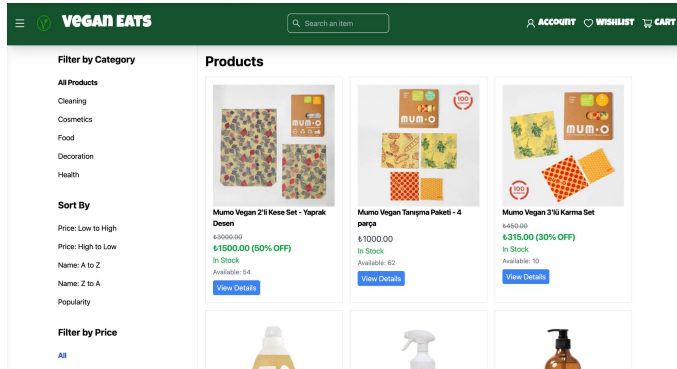 VEGAN EATS
Search an item
ACCOUNT
WISHLIST
CART
Filter by Category
All Products
Cleaning
Cosmetics
Food
Decoration
Health
Sort By
Price: Low to High
Price: High to Low
Name: A to Z
Name: Z to A
Popularity
Filter by Price
All
Products
MUM·O
Mumo Vegan 2'li Kese Set - Yaprak
Desen
₺3000.00
₺1500.00 (50% OFF)
In Stock
Available: 54
View Details
100
Mumo Vegan Tanışma Paketi - 4
parça
₺1000.00
In Stock
Available: 62
View Details
MUM·O
100
Mumo Vegan 3'lü Karma Set
₺450.00
₺315.00 (30% OFF)
In Stock
Available: 10
View Details